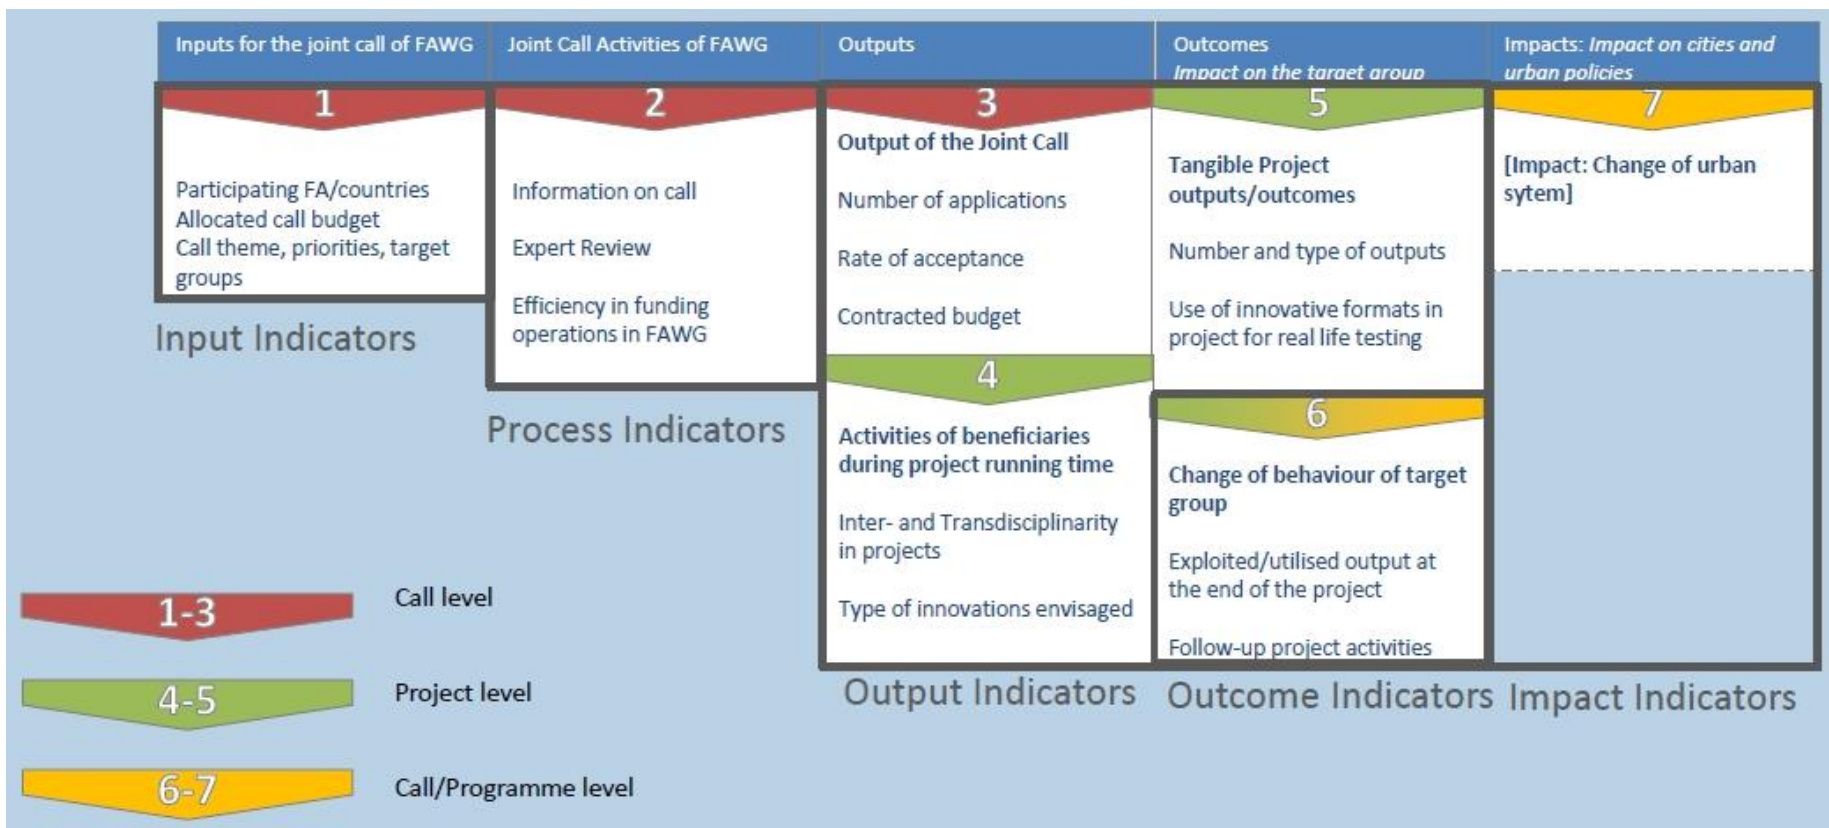 Inputs for the joint call of FAWG
Joint Call Activities of FAWG
Outputs
Outcomes
Impact on the target group
Impacts: Impact on cities and
urban policies
1
Participating FA/countries
Allocated call budget
Call theme, priorities, target
groups
Input Indicators
2
Information on call
Expert Review
Efficiency in funding
operations in FAWG
Process Indicators
3
Output of the Joint Call
Number of applications
Rate of acceptance
Contracted budget
4
Activities of beneficiaries
during project running time
Inter- and Transdisciplinarity
in projects
Type of innovations envisaged
Output Indicators
5
Tangible Project
outputs/outcomes
Number and type of outputs
Use of innovative formats in
project for real life testing
6
Change of behaviour of target
group
Exploited/utilised output at
the end of the project
Follow-up project activities
Outcome Indicators
7
[Impact: Change of urban
sytem]
Impact Indicators
1-3
Call level
4-5
Project level
6-7
Call/Programme level